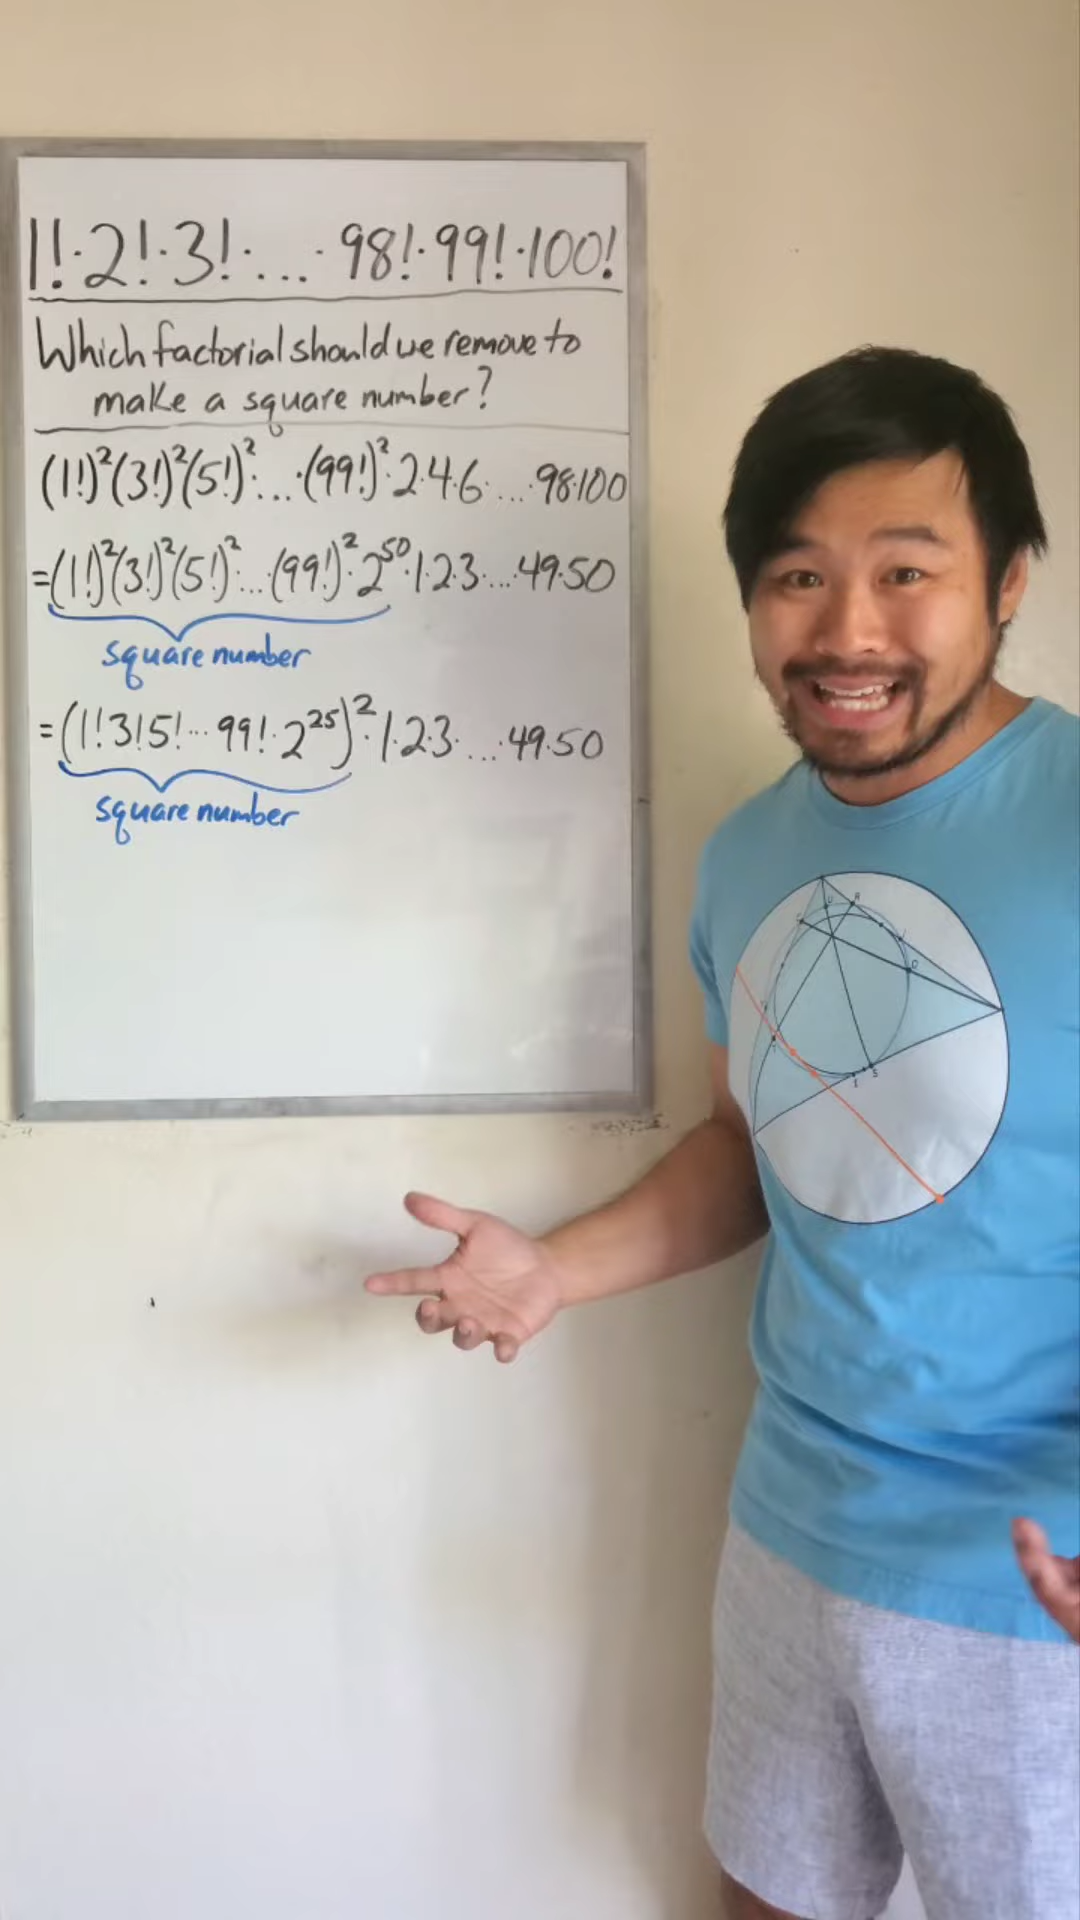 1!·2!·3!·...·98!·99!·100!
Which factorial should we remove to
make a square number?
(1!)²(3!)²(5!)²·...·(99!)²·2·4·6·...·98·100
=(1!)²(3!)²(5!)²·...·(99!)²·2⁵⁰·1·2·3·...·49·50
square number
=(1!3!5!···99!·2²⁵)²·1·2·3·...·49·50
square number